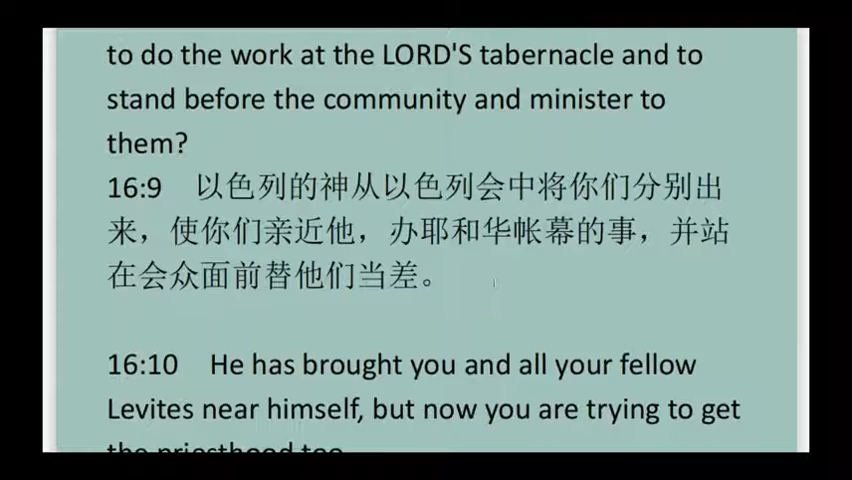 to do the work at the LORD'S tabernacle and to
stand before the community and minister to
them?
16:9 以色列的神从以色列会中将你们分别出
来，使你们亲近他，办耶和华帐幕的事，并站
在会众面前替他们当差。
16:10 He has brought you and all your fellow
Levites near himself, but now you are trying to get
the priesthood too.